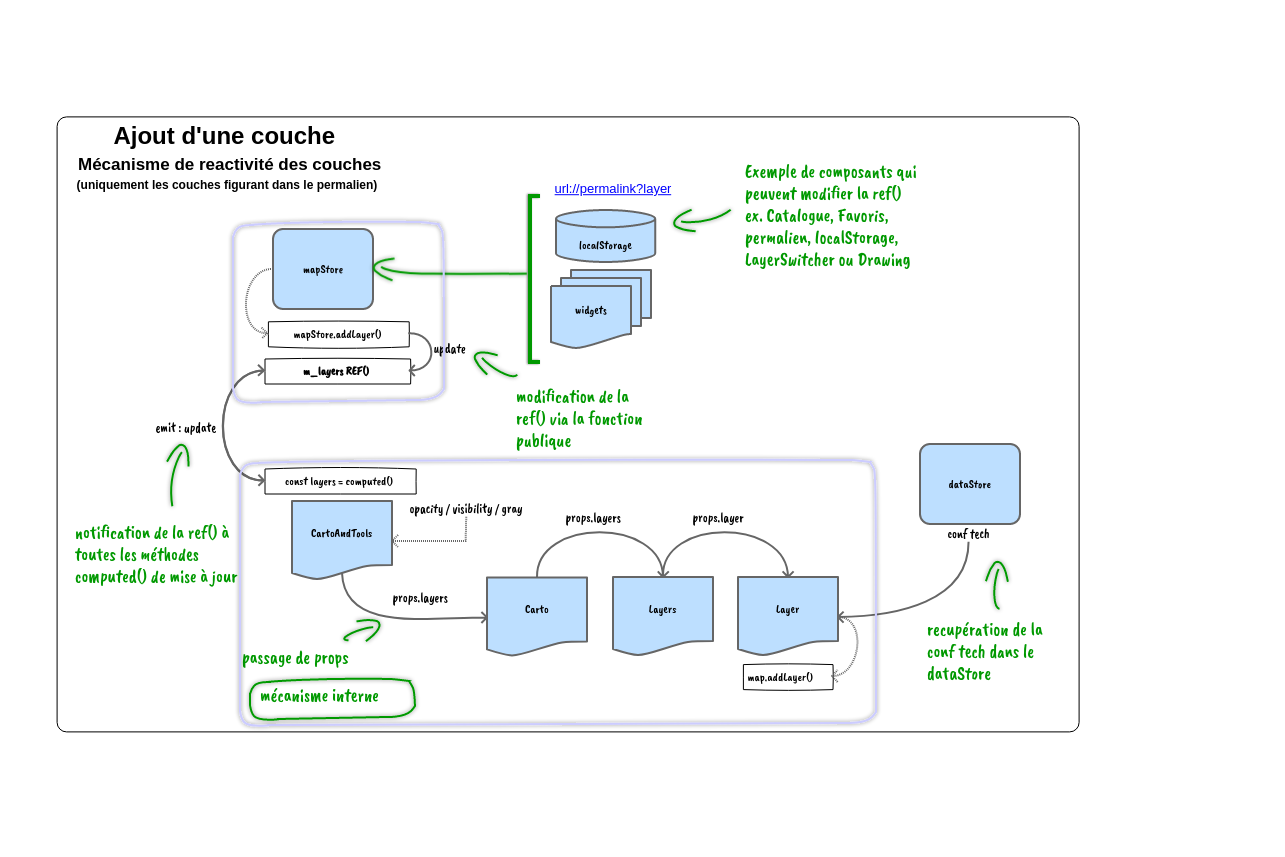 Ajout d'une couche
Mécanisme de reactivité des couches
(uniquement les couches figurant dans le permalien)
url://permalink?layer
localStorage
widgets
Exemple de composants qui
peuvent modifier la ref()
ex. Catalogue, Favoris,
permalien, localStorage,
LayerSwitcher ou Drawing
mapStore
mapStore.addLayer()
update
m_layers REF()
modification de la
ref() via la fonction
publique
emit : update
notification de la ref() à
toutes les méthodes
computed() de mise à jour
const layers = computed()
opacity / visibility / gray
CartoAndTools
props.layers
props.layers
props.layer
Carto
Layers
Layer
map.addLayer()
dataStore
conf tech
recupération de la
conf tech dans le
dataStore
passage de props
mécanisme interne